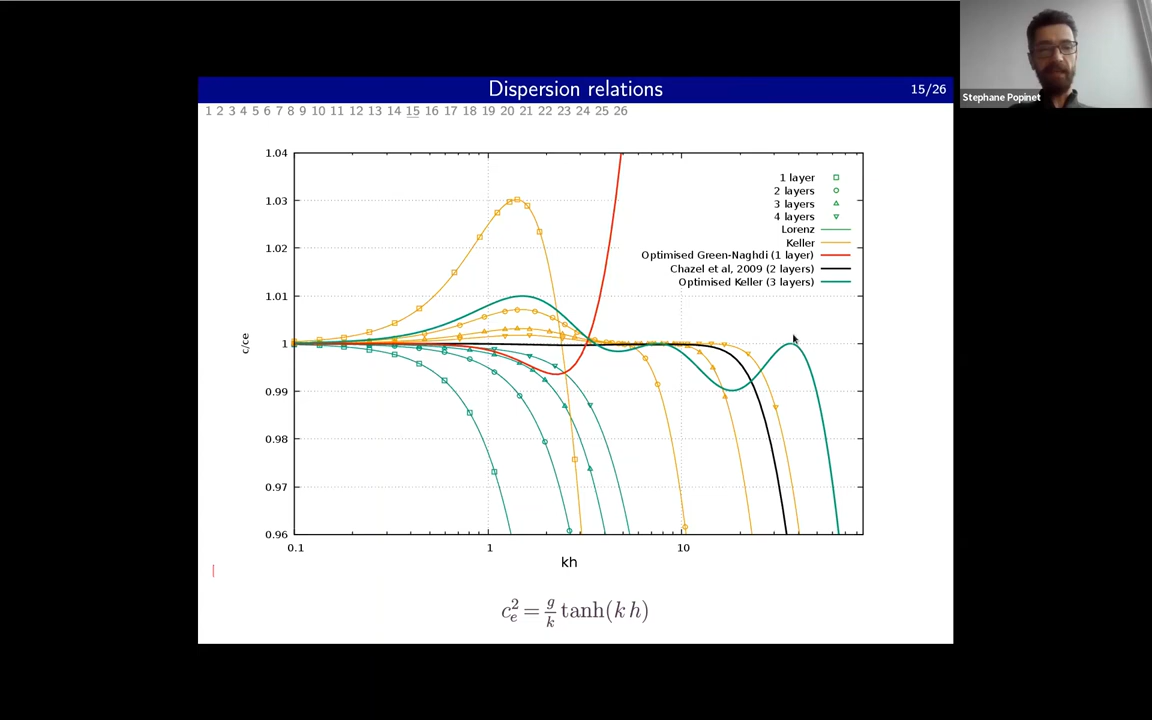 Dispersion relations
15/26
1 2 3 4 5 6 7 8 9 10 11 12 13 14 15 16 17 18 19 20 21 22 23 24 25 26
Stephane Popinet
1.04
1.03
1.02
1.01
1
0.99
0.98
0.97
0.96
c/ce
1 layer
2 layers
3 layers
4 layers
Lorenz
Keller
Optimised Green-Naghdi (1 layer)
Chazel et al, 2009 (2 layers)
Optimised Keller (3 layers)
0.1 1 10
kh
c_e^2 = g/k tanh(k h)